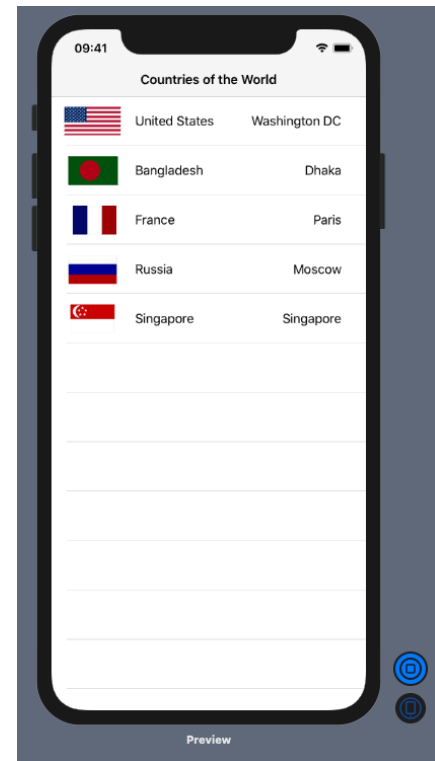 09:41
Countries of the World
United States Washington DC
Bangladesh Dhaka
France Paris
Russia Moscow
Singapore Singapore
Preview